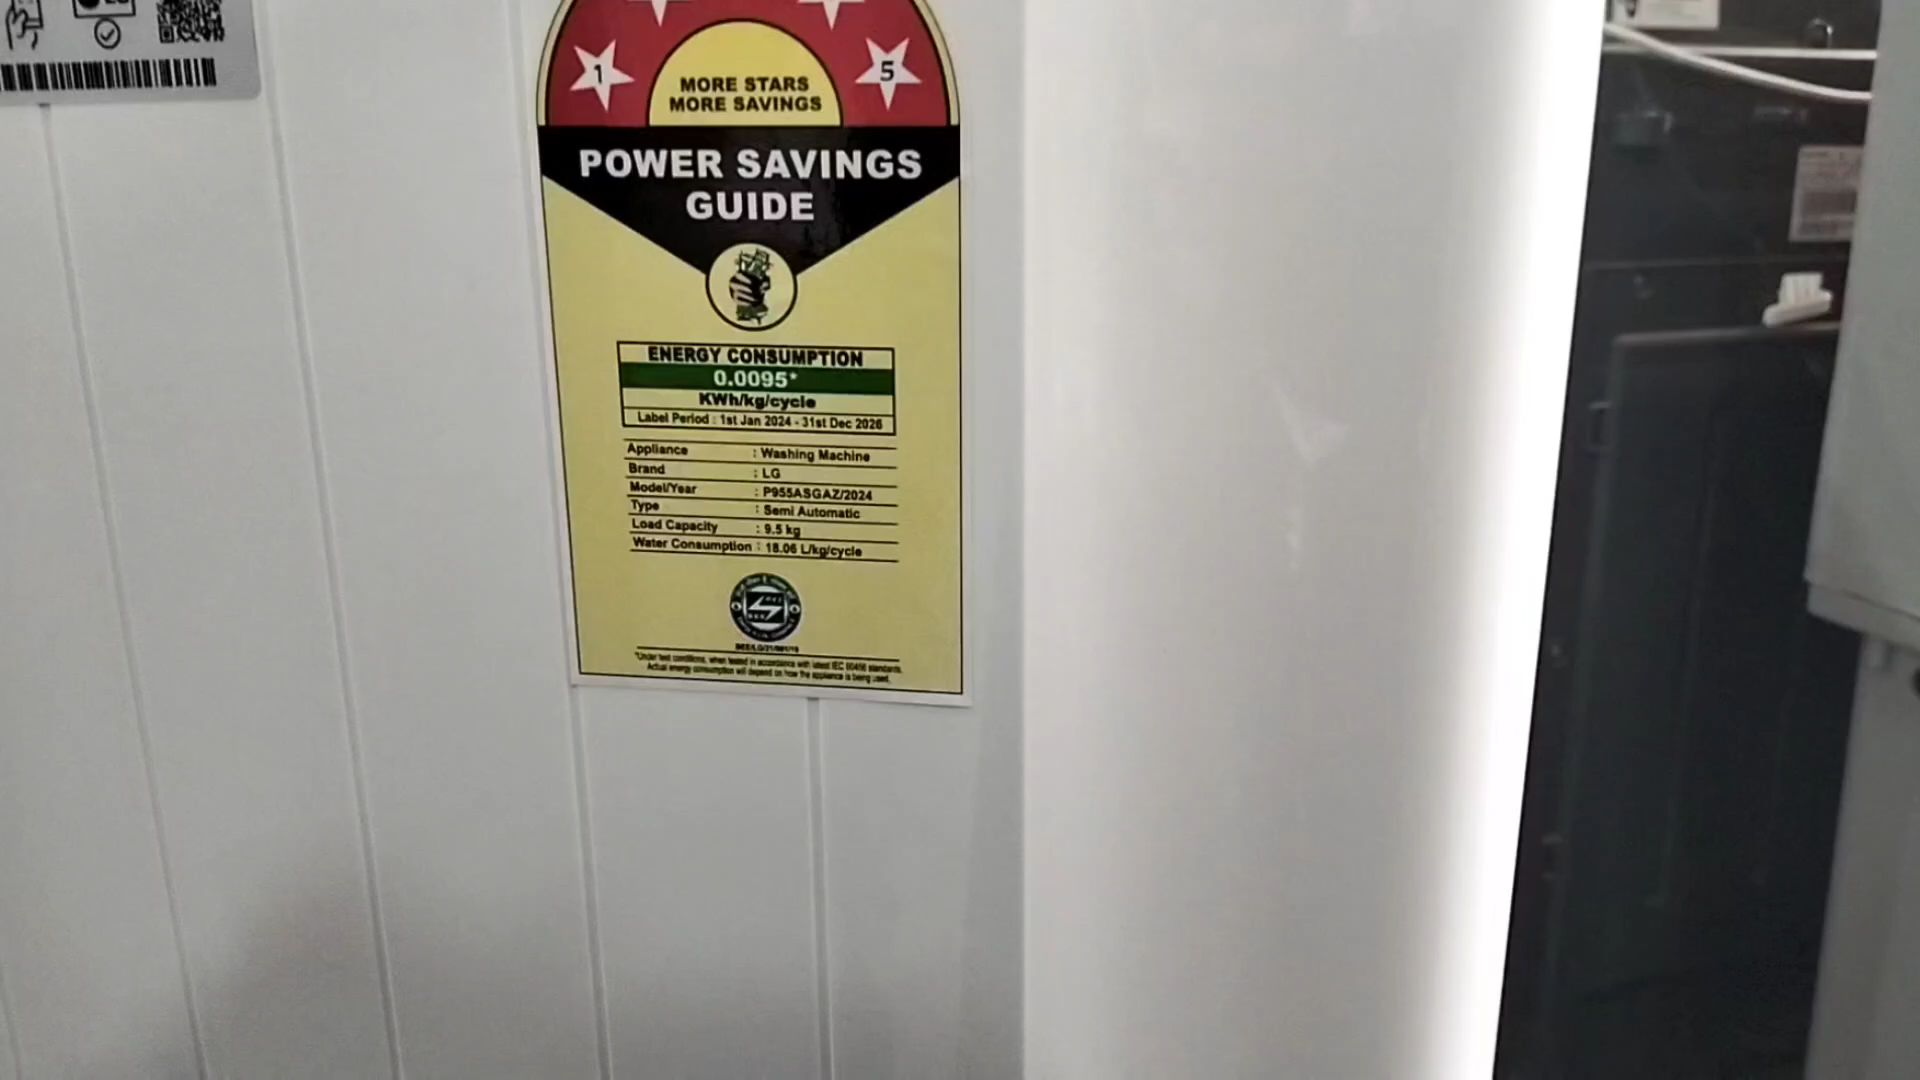 1
5
MORE STARS
MORE SAVINGS
POWER SAVINGS
GUIDE
ENERGY CONSUMPTION
0.0095*
KWh/kg/cycle
Label Period : 1st Jan 2024 - 31st Dec 2026
Appliance : Washing Machine
Brand : LG
Model/Year : P955ASGAZ/2024
Type : Semi Automatic
Load Capacity : 9.5 kg
Water Consumption : 18.06 L/kg/cycle
*Under test conditions, when tested in accordance with latest IEC 60456 standards.
Actual energy consumption will depend on how the appliance is being used.